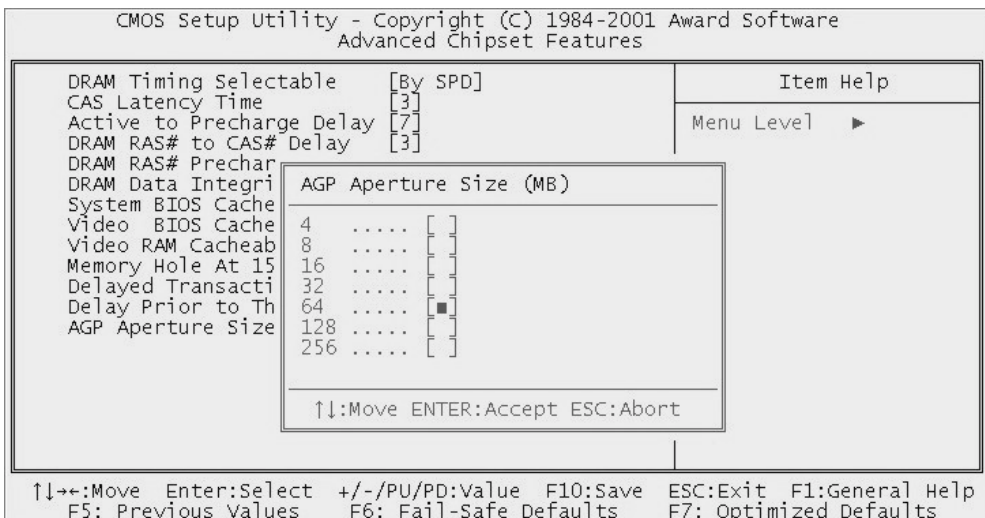 CMOS Setup Utility - Copyright (C) 1984-2001 Award Software
Advanced Chipset Features
DRAM Timing Selectable [By SPD]
CAS Latency Time [3]
Active to Precharge Delay [7]
DRAM RAS# to CAS# Delay [3]
DRAM RAS# Prechar
DRAM Data Integri
System BIOS Cache
Video BIOS Cache
Video RAM Cacheab
Memory Hole At 15
Delayed Transacti
Delay Prior to Th
AGP Aperture Size
Item Help
Menu Level ►
AGP Aperture Size (MB)
4 ..... [ ]
8 ..... [ ]
16 ..... [ ]
32 ..... [ ]
64 ..... [■]
128 ..... [ ]
256 ..... [ ]
↑↓:Move ENTER:Accept ESC:Abort
↑↓→←:Move Enter:Select +/-/PU/PD:Value F10:Save ESC:Exit F1:General Help
F5: Previous Values F6: Fail-Safe Defaults F7: Optimized Defaults